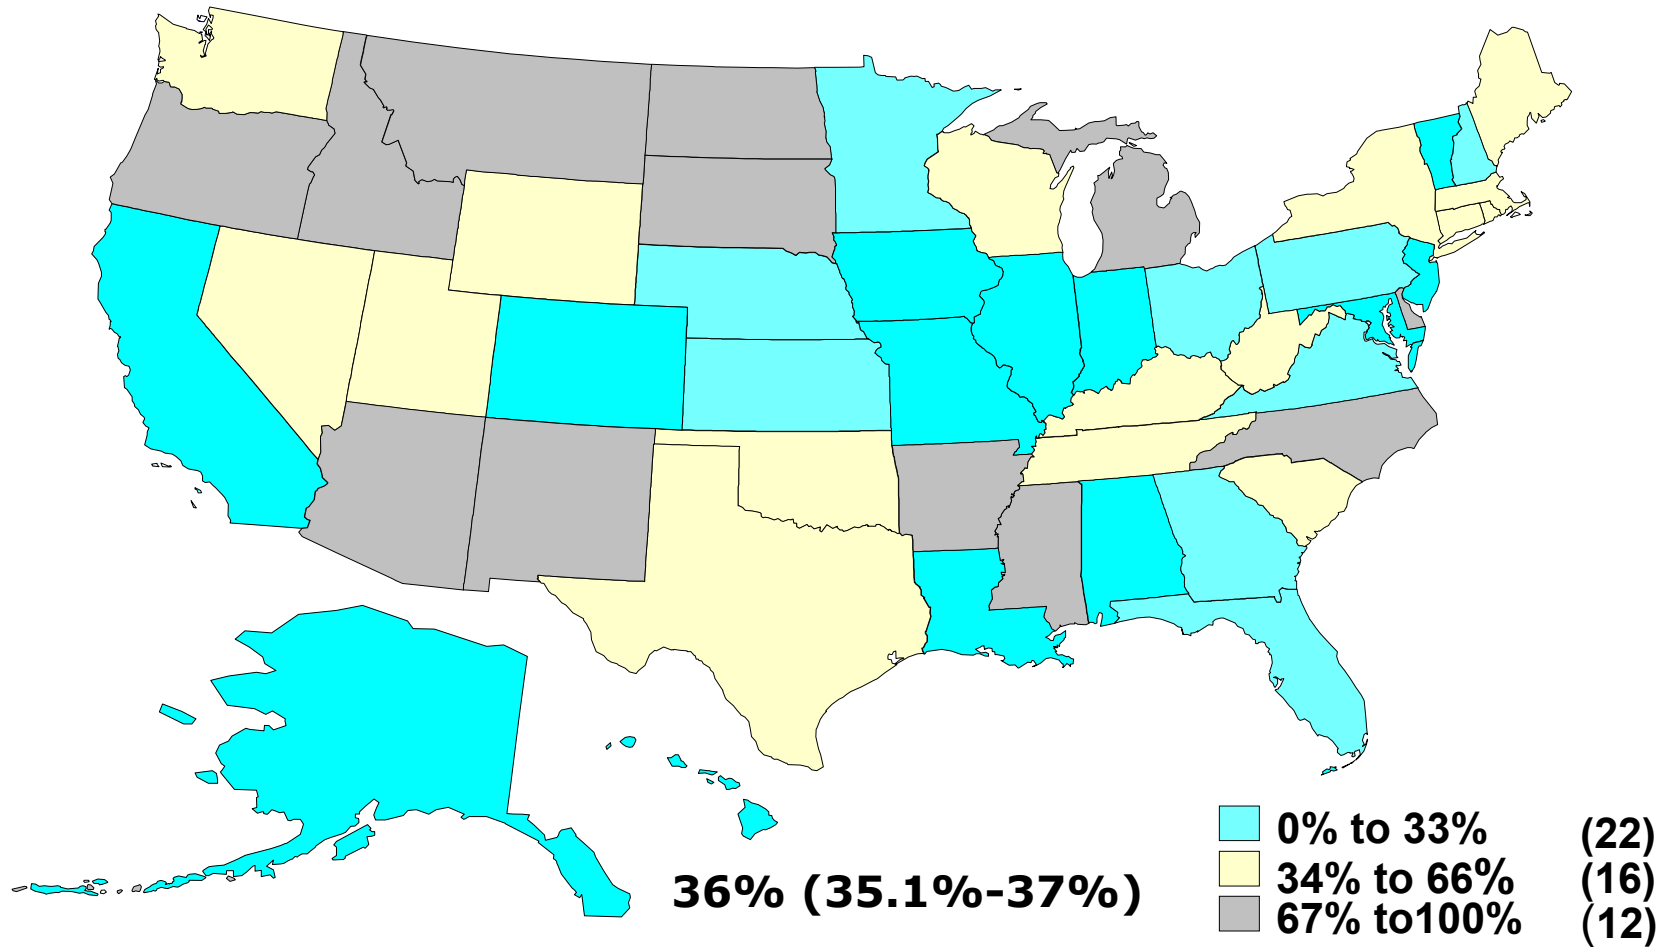 0% to 33% (22)
36% (35.1%-37%)
34% to 66% (16)
67% to100% (12)